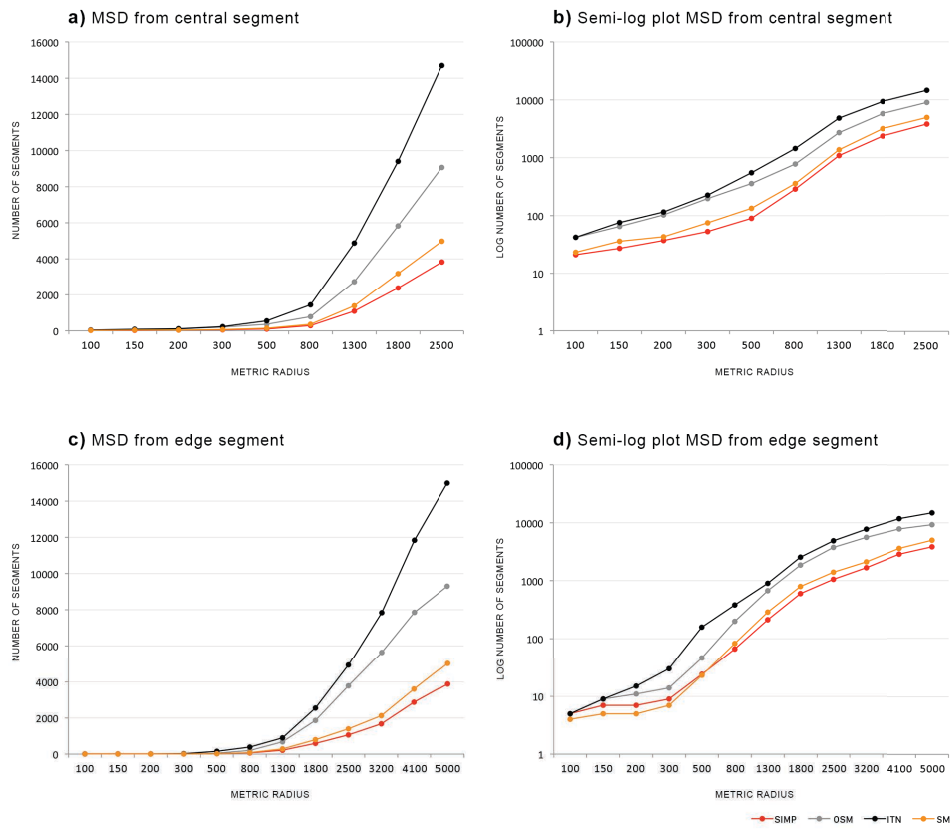 a) MSD from central segment
16000
14000
12000
10000
8000
6000
4000
2000
0
NUMBER OF SEGMENTS
100 150 200 300 500 800 1300 1800 2500
METRIC RADIUS
b) Semi-log plot MSD from central segment
100000
10000
1000
100
10
1
LOG NUMBER OF SEGMENTS
100 150 200 300 500 800 1300 1800 2500
METRIC RADIUS
c) MSD from edge segment
16000
14000
12000
10000
8000
6000
4000
2000
0
NUMBER OF SEGMENTS
100 150 200 300 500 800 1300 1800 2500 3200 4100 5000
METRIC RADIUS
d) Semi-log plot MSD from edge segment
100000
10000
1000
100
10
1
LOG NUMBER OF SEGMENTS
100 150 200 300 500 800 1300 1800 2500 3200 4100 5000
METRIC RADIUS
SIMP OSM ITN SM